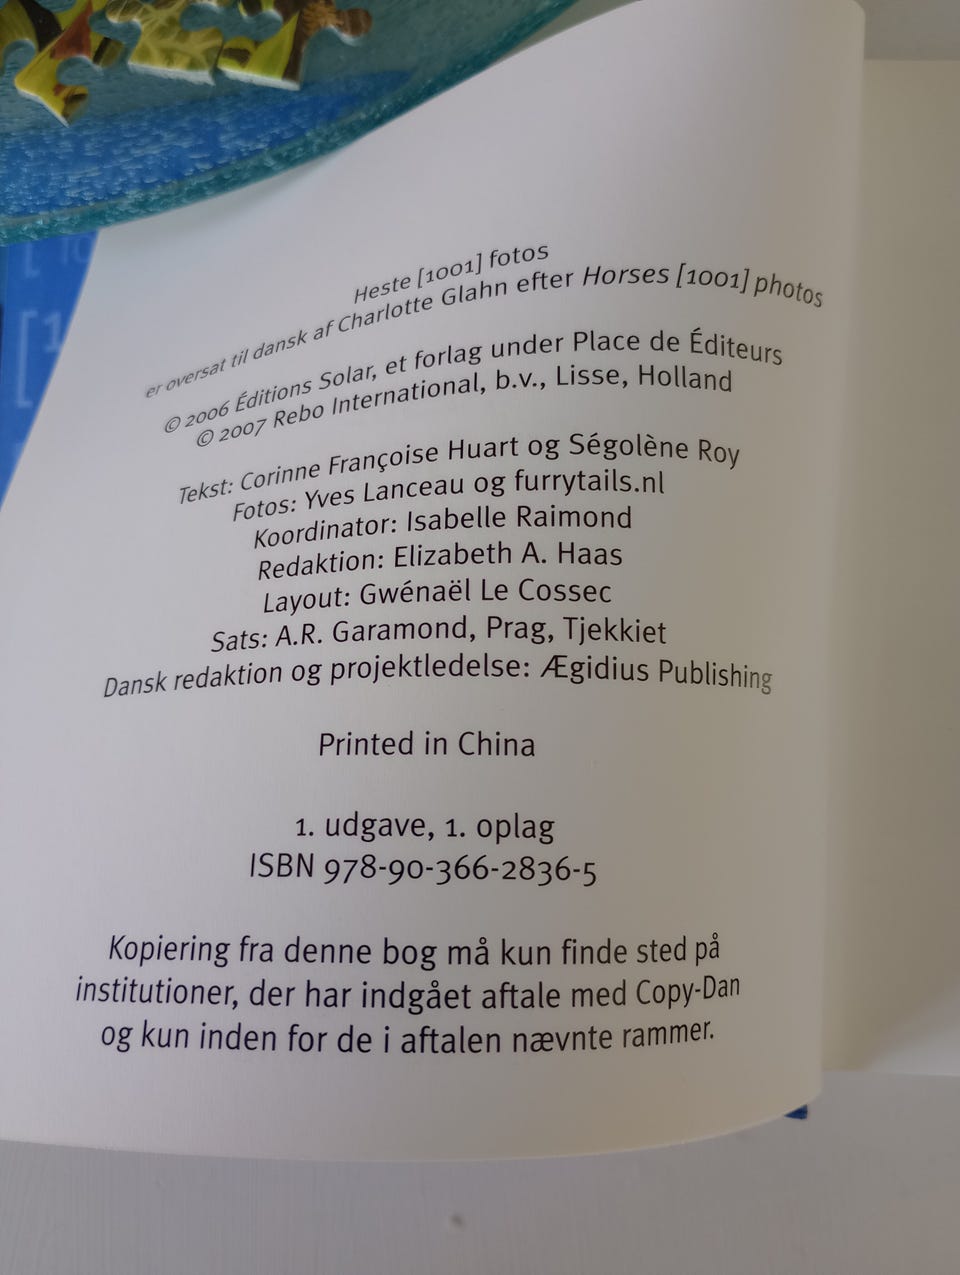 Heste [1001] fotos
er oversat til dansk af Charlotte Glahn efter Horses [1001] photos
© 2006 Éditions Solar, et forlag under Place de Éditeurs
© 2007 Rebo International, b.v., Lisse, Holland
Tekst: Corinne Françoise Huart og Ségolène Roy
Fotos: Yves Lanceau og furrytails.nl
Koordinator: Isabelle Raimond
Redaktion: Elizabeth A. Haas
Layout: Gwénaël Le Cossec
Sats: A.R. Garamond, Prag, Tjekkiet
Dansk redaktion og projektledelse: Ægidius Publishing
Printed in China
1. udgave, 1. oplag
ISBN 978-90-366-2836-5
Kopiering fra denne bog må kun finde sted på
institutioner, der har indgået aftale med Copy-Dan
og kun inden for de i aftalen nævnte rammer.